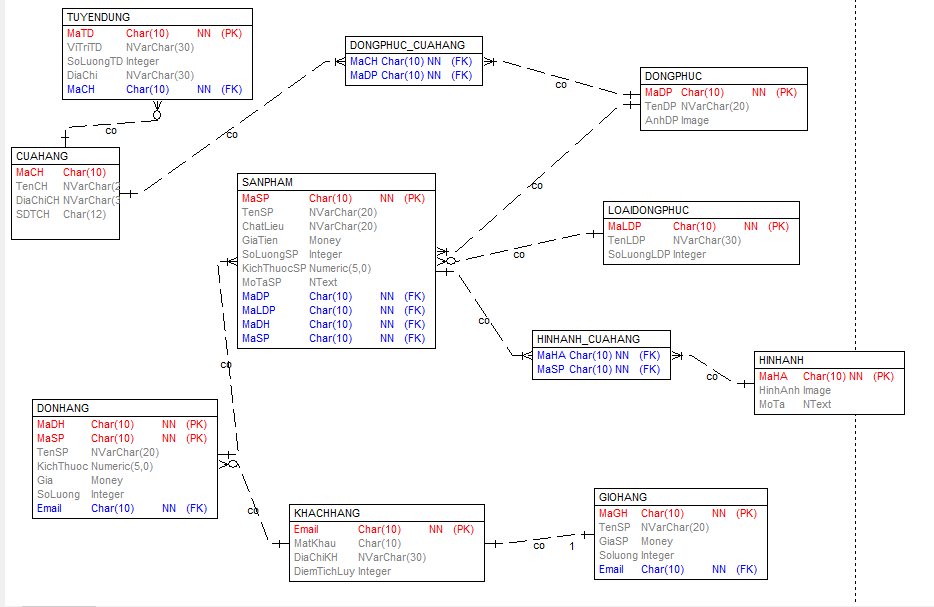 TUYENDUNG
MaTD Char(10) NN (PK)
ViTriTD NVarChar(30)
SoLuongTD Integer
DiaChi NVarChar(30)
MaCH Char(10) NN (FK)
DONGPHUC_CUAHANG
MaCH Char(10) NN (FK)
MaDP Char(10) NN (FK)
DONGPHUC
MaDP Char(10) NN (PK)
TenDP NVarChar(20)
AnhDP Image
co
co
co
CUAHANG
MaCH Char(10)
TenCH NVarChar(2
DiaChiCH NVarChar(3
SDTCH Char(12)
SANPHAM
MaSP Char(10) NN (PK)
TenSP NVarChar(20)
ChatLieu NVarChar(20)
GiaTien Money
SoLuongSP Integer
KichThuocSP Numeric(5,0)
MoTaSP NText
MaDP Char(10) NN (FK)
MaLDP Char(10) NN (FK)
MaDH Char(10) NN (FK)
MaSP Char(10) NN (FK)
co
LOAIDONGPHUC
MaLDP Char(10) NN (PK)
TenLDP NVarChar(30)
SoLuongLDP Integer
co
co
HINHANH_CUAHANG
MaHA Char(10) NN (FK)
MaSP Char(10) NN (FK)
co
HINHANH
MaHA Char(10) NN (PK)
HinhAnh Image
MoTa NText
co
DONHANG
MaDH Char(10) NN (PK)
MaSP Char(10) NN (PK)
TenSP NVarChar(20)
KichThuoc Numeric(5,0)
Gia Money
SoLuong Integer
Email Char(10) NN (FK)
co
KHACHHANG
Email Char(10) NN (PK)
MatKhau Char(10)
DiaChiKH NVarChar(30)
DiemTichLuy Integer
co 1
GIOHANG
MaGH Char(10) NN (PK)
TenSP NVarChar(20)
GiaSP Money
Soluong Integer
Email Char(10) NN (FK)